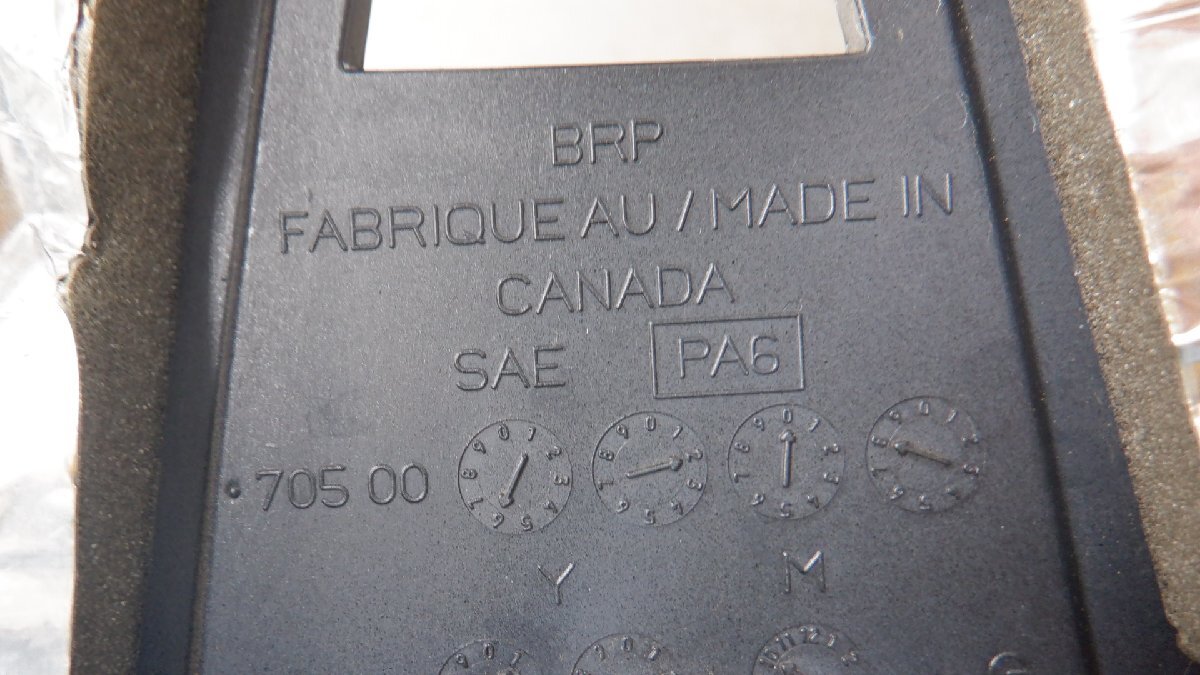 BRP
FABRIQUE AU / MADE IN
CANADA
SAE PA6
705 00
Y M